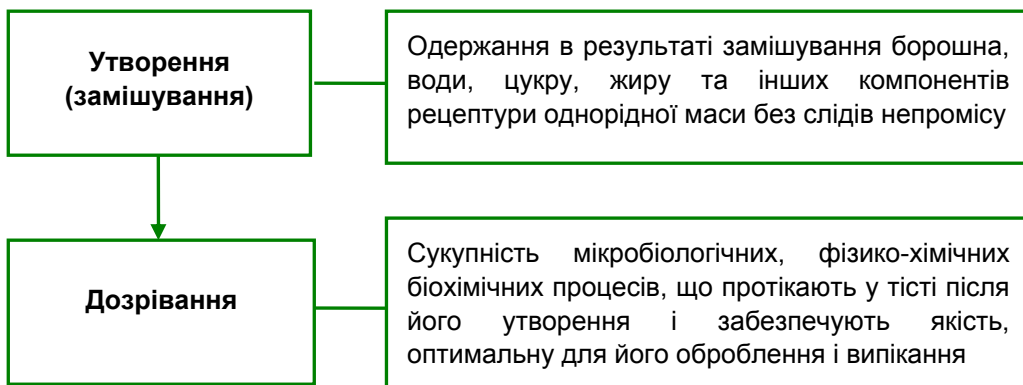 Утворення
(замішування)
Одержання в результаті замішування борошна,
води, цукру, жиру та інших компонентів
рецептури однорідної маси без слідів непромісу
Дозрівання
Сукупність мікробіологічних, фізико-хімічних
біохімічних процесів, що протікають у тісті після
його утворення і забезпечують якість,
оптимальну для його оброблення і випікання